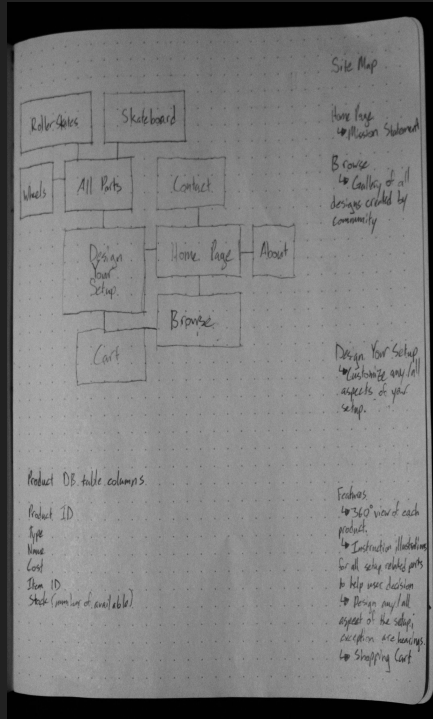 Site Map
Roller Skates
Skateboard
Wheels
All Parts
Contact
Design
Your
Setup
Home Page
About
Browse
Cart
Home Page
↳ Mission Statement
Browse
↳ Gallery of all
designs created by
community
Design Your Setup
↳ Customize any/all
aspects of your
setup.
Product DB table columns
Product ID
Type
Name
Cost
Item ID
Stock (number of available)
Features
↳ 360° view of each
product.
↳ Instruction illustrations
for all setup related parts
to help user decision
↳ Design any/all
aspect of the setup,
exception are bearings.
↳ Shopping Cart